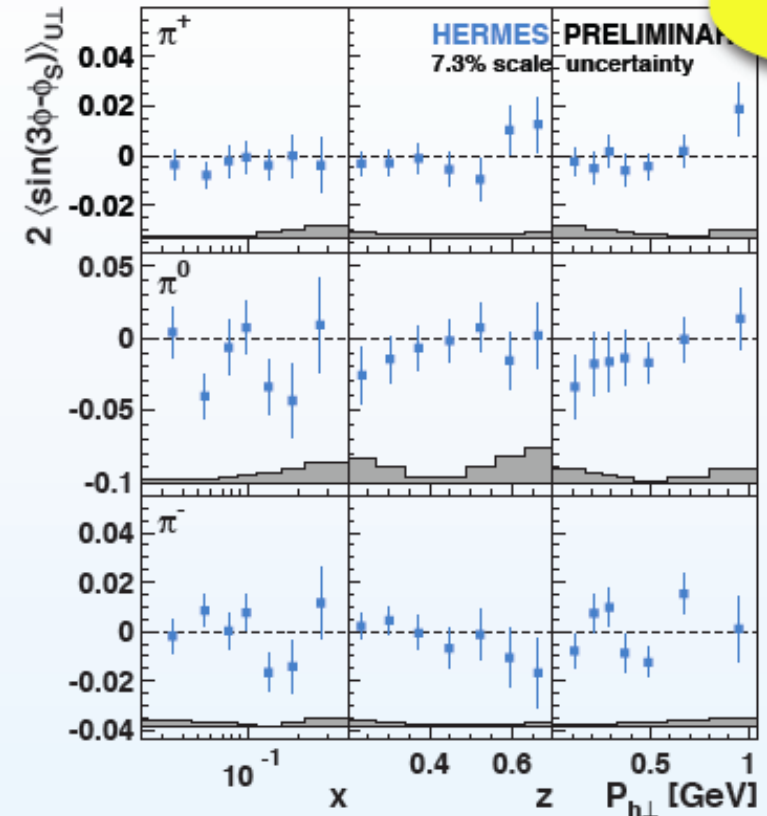 2 ⟨sin(3ϕ-ϕS)⟩U⊥
π+ HERMES PRELIMINAR
7.3% scale uncertainty
0.04
0.02
0
-0.02
π0
0.05
0
-0.05
-0.1
π-
0.04
0.02
0
-0.02
-0.04
10-1 0.4 0.6 0.5 1
x z Ph⊥ [GeV]